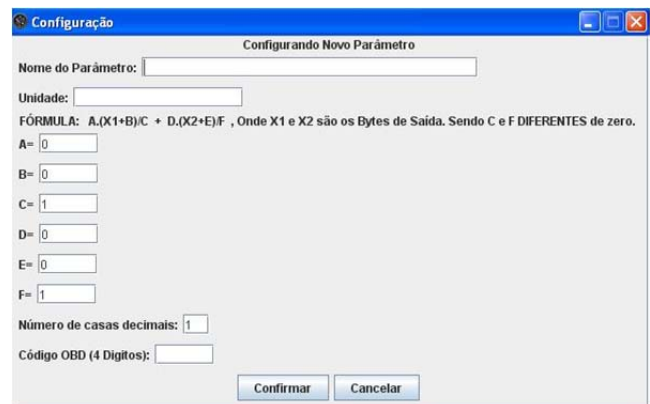 Configuração
Configurando Novo Parâmetro
Nome do Parâmetro:
Unidade:
FÓRMULA: A.(X1+B)/C + D.(X2+E)/F , Onde X1 e X2 são os Bytes de Saída. Sendo C e F DIFERENTES de zero.
A= 0
B= 0
C= 1
D= 0
E= 0
F= 1
Número de casas decimais: 1
Código OBD (4 Digitos):
Confirmar Cancelar